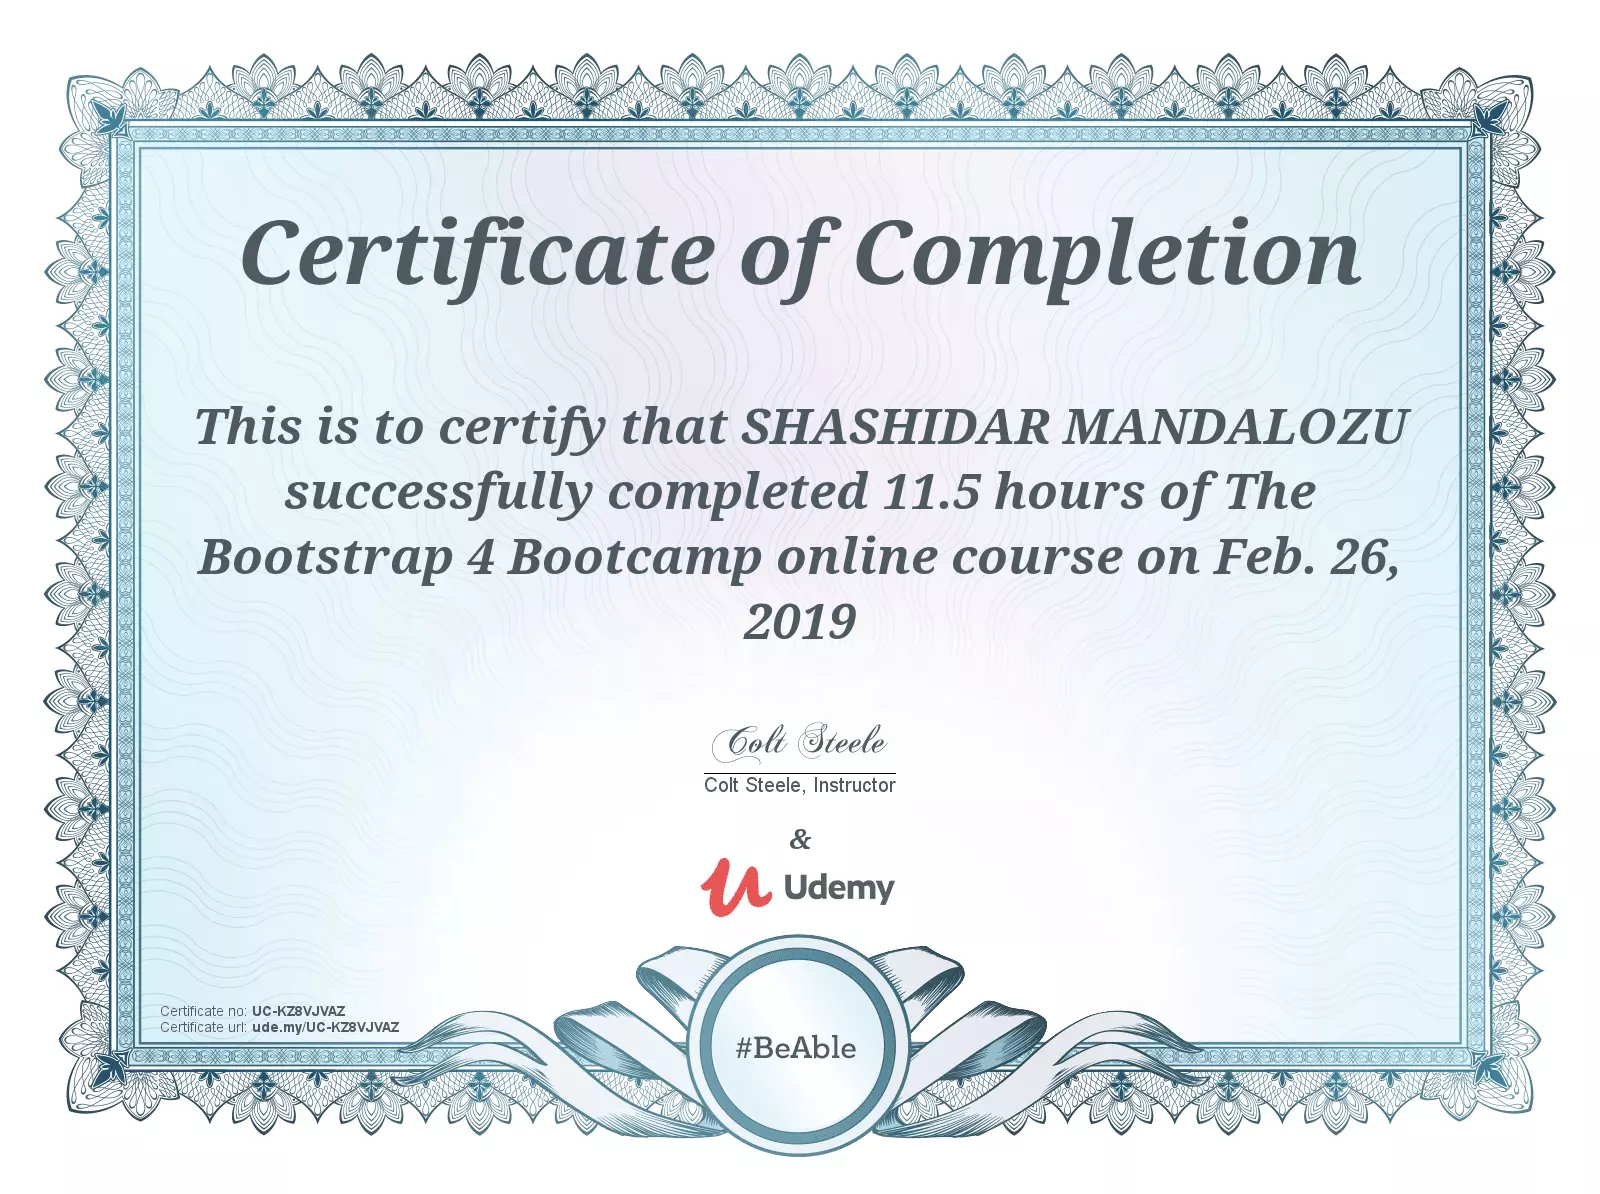 Certificate of Completion
This is to certify that SHASHIDAR MANDALOZU
successfully completed 11.5 hours of The
Bootstrap 4 Bootcamp online course on Feb. 26,
2019
Colt Steele
Colt Steele, Instructor
&
Udemy
Certificate no: UC-KZ8VJVAZ
Certificate url: ude.my/UC-KZ8VJVAZ
#BeAble